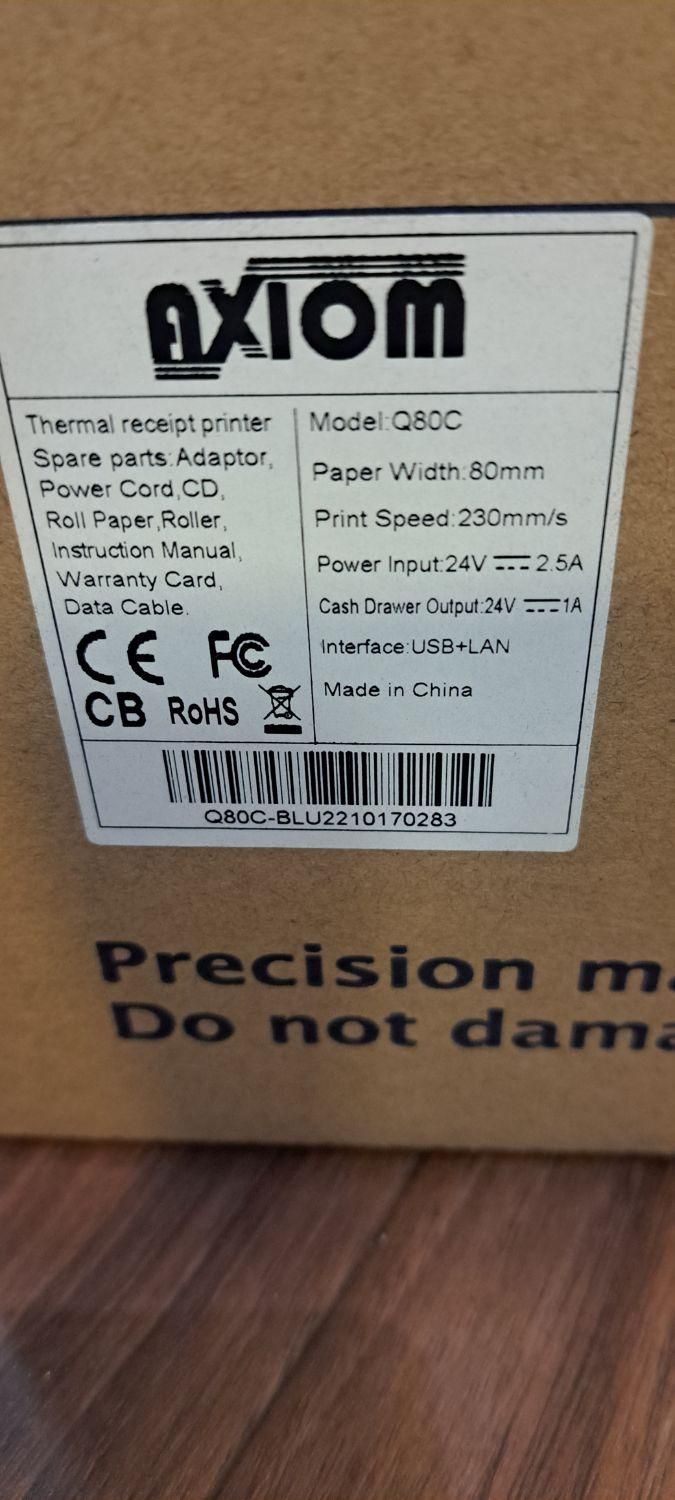 AXIOM
Thermal receipt printer
Spare parts:Adaptor,
Power Cord,CD,
Roll Paper,Roller,
Instruction Manual,
Warranty Card,
Data Cable.
CE FC
CB RoHS
Model:Q80C
Paper Width:80mm
Print Speed:230mm/s
Power Input:24V ⎓ 2.5A
Cash Drawer Output:24V ⎓ 1A
Interface:USB+LAN
Made in China
Q80C-BLU2210170283
Precision
Do not